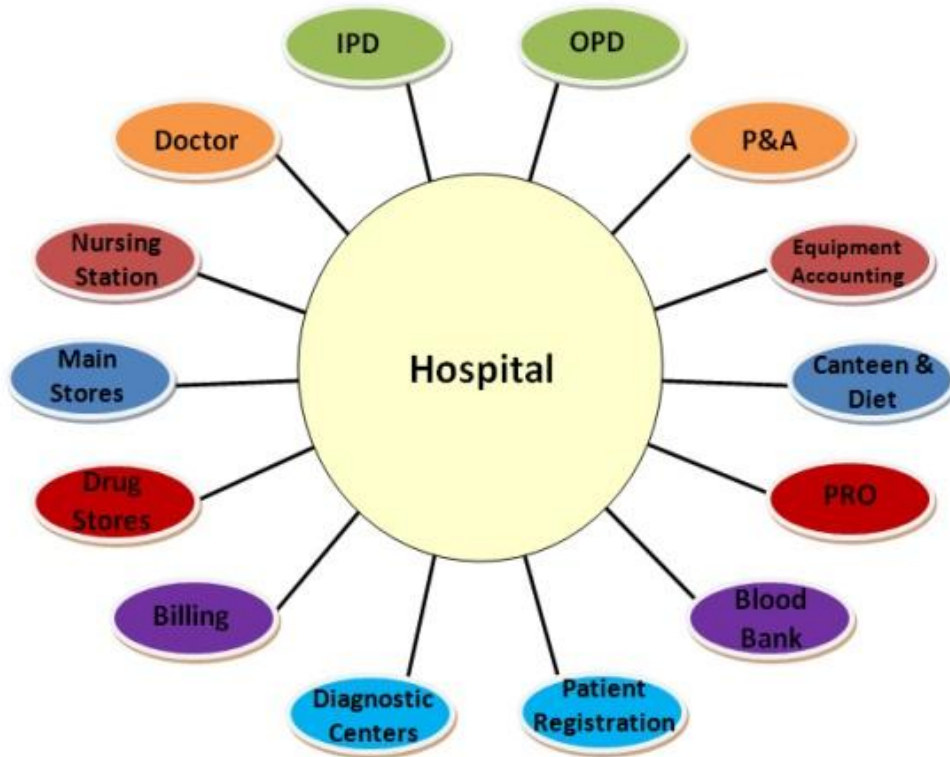 IPD
OPD
Doctor
P&A
Nursing
Station
Equipment
Accounting
Main
Stores
Hospital
Canteen &
Diet
Drug
Stores
PRO
Billing
Blood
Bank
Diagnostic
Centers
Patient
Registration